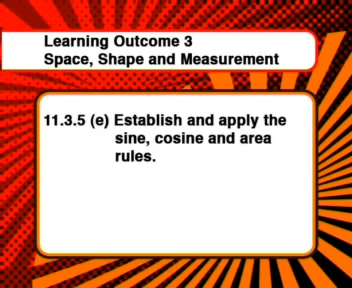 Learning Outcome 3
Space, Shape and Measurement
11.3.5 (e) Establish and apply the
sine, cosine and area
rules.